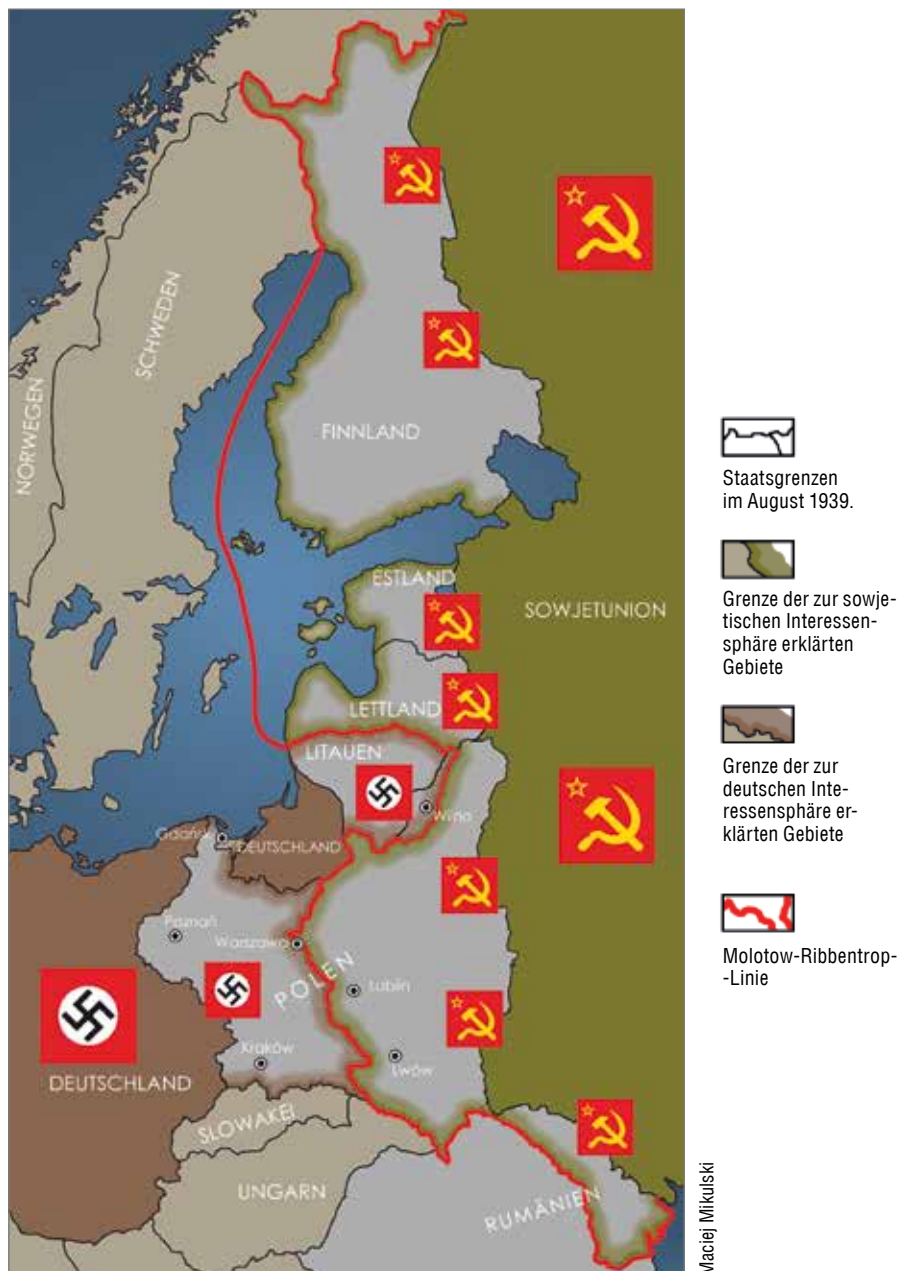 NORWEGEN
SCHWEDEN
FINNLAND
ESTLAND
SOWJETUNION
LETTLAND
LITAUEN
Wilno
Gdańsk
DEUTSCHLAND
Poznań
Warszawa
POLEN
Lublin
Kraków
Lwów
DEUTSCHLAND
SLOWAKEI
UNGARN
RUMÄNIEN
Staatsgrenzen
im August 1939.
Grenze der zur sowje-
tischen Interessen-
sphäre erklärten
Gebiete
Grenze der zur
deutschen Inte-
ressensphäre er-
klärten Gebiete
Molotow-Ribbentrop-
-Linie
Maciej Mikulski